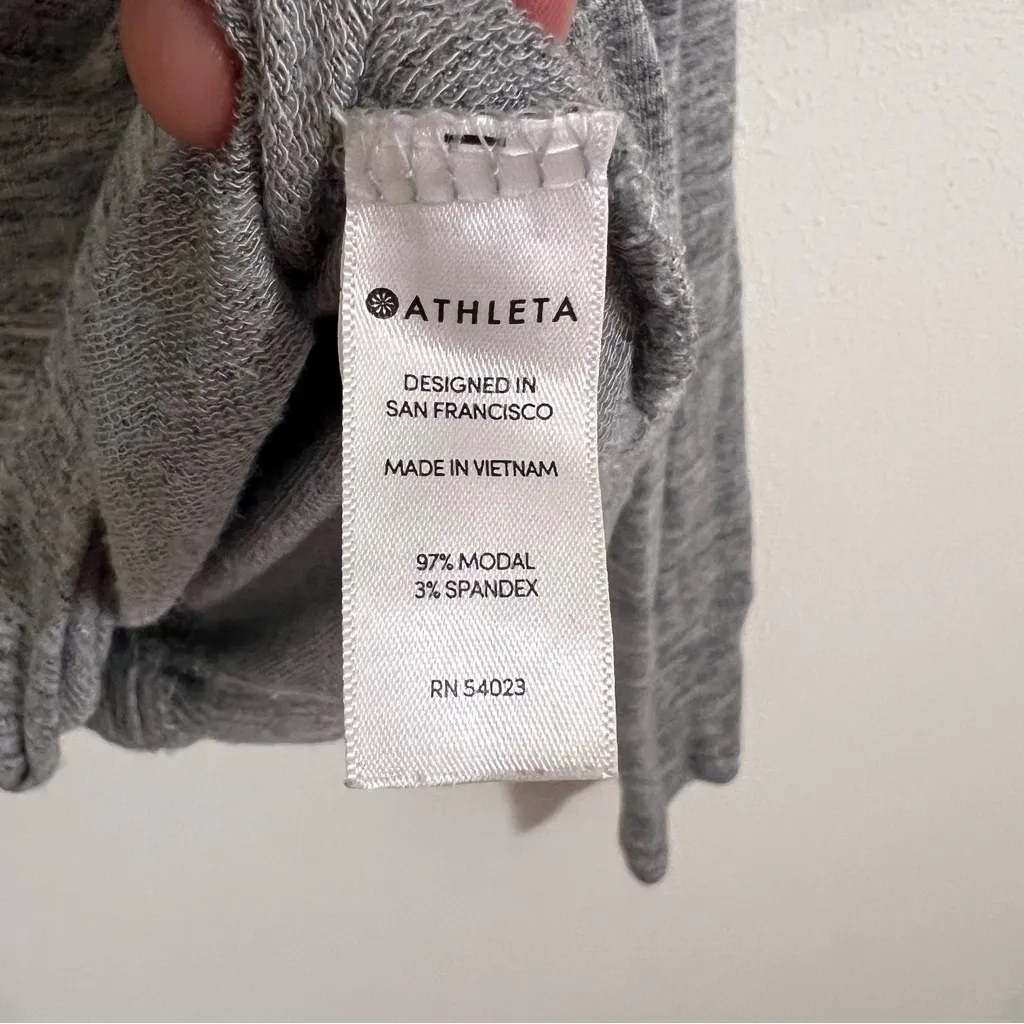 ATHLETA
DESIGNED IN
SAN FRANCISCO
MADE IN VIETNAM
97% MODAL
3% SPANDEX
RN 54023